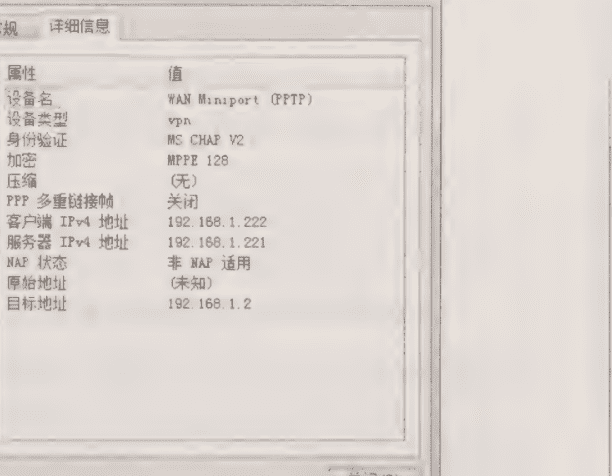 规 详细信息
属性 值
设备名 WAN Miniport (PPTP)
设备类型 vpn
身份验证 MS CHAP V2
加密 MPPE 128
压缩 (无)
PPP 多重链接帧 关闭
客户端 IPv4 地址 192.168.1.222
服务器 IPv4 地址 192.168.1.221
NAP 状态 非 NAP 适用
原始地址 (未知)
目标地址 192.168.1.2